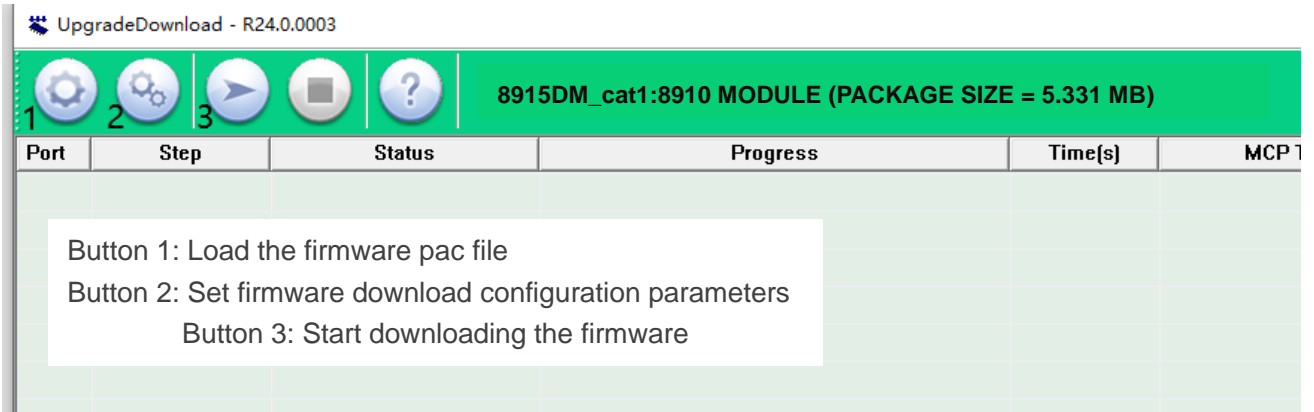 UpgradeDownload - R24.0.0003
1 2 3 ?
8915DM_cat1:8910 MODULE (PACKAGE SIZE = 5.331 MB)
Port Step Status Progress Time(s) MCP T
Button 1: Load the firmware pac file
Button 2: Set firmware download configuration parameters
Button 3: Start downloading the firmware